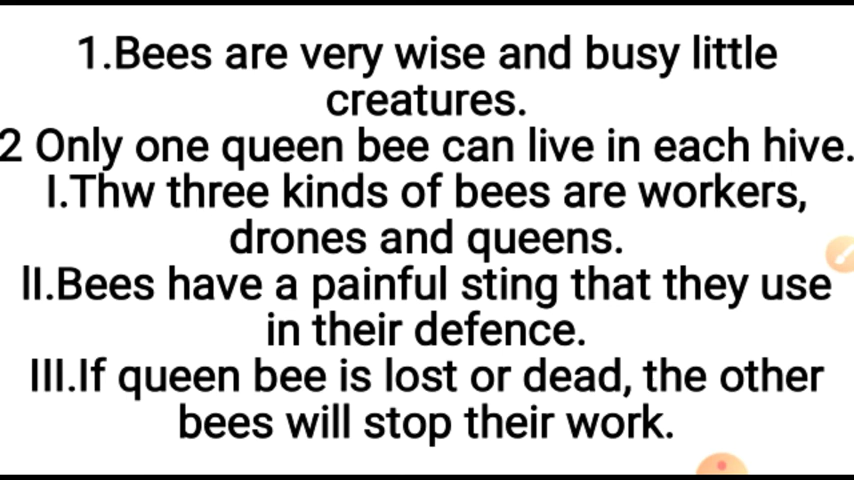 1.Bees are very wise and busy little
creatures.
2 Only one queen bee can live in each hive.
I.Thw three kinds of bees are workers,
drones and queens.
lI.Bees have a painful sting that they use
in their defence.
III.If queen bee is lost or dead, the other
bees will stop their work.